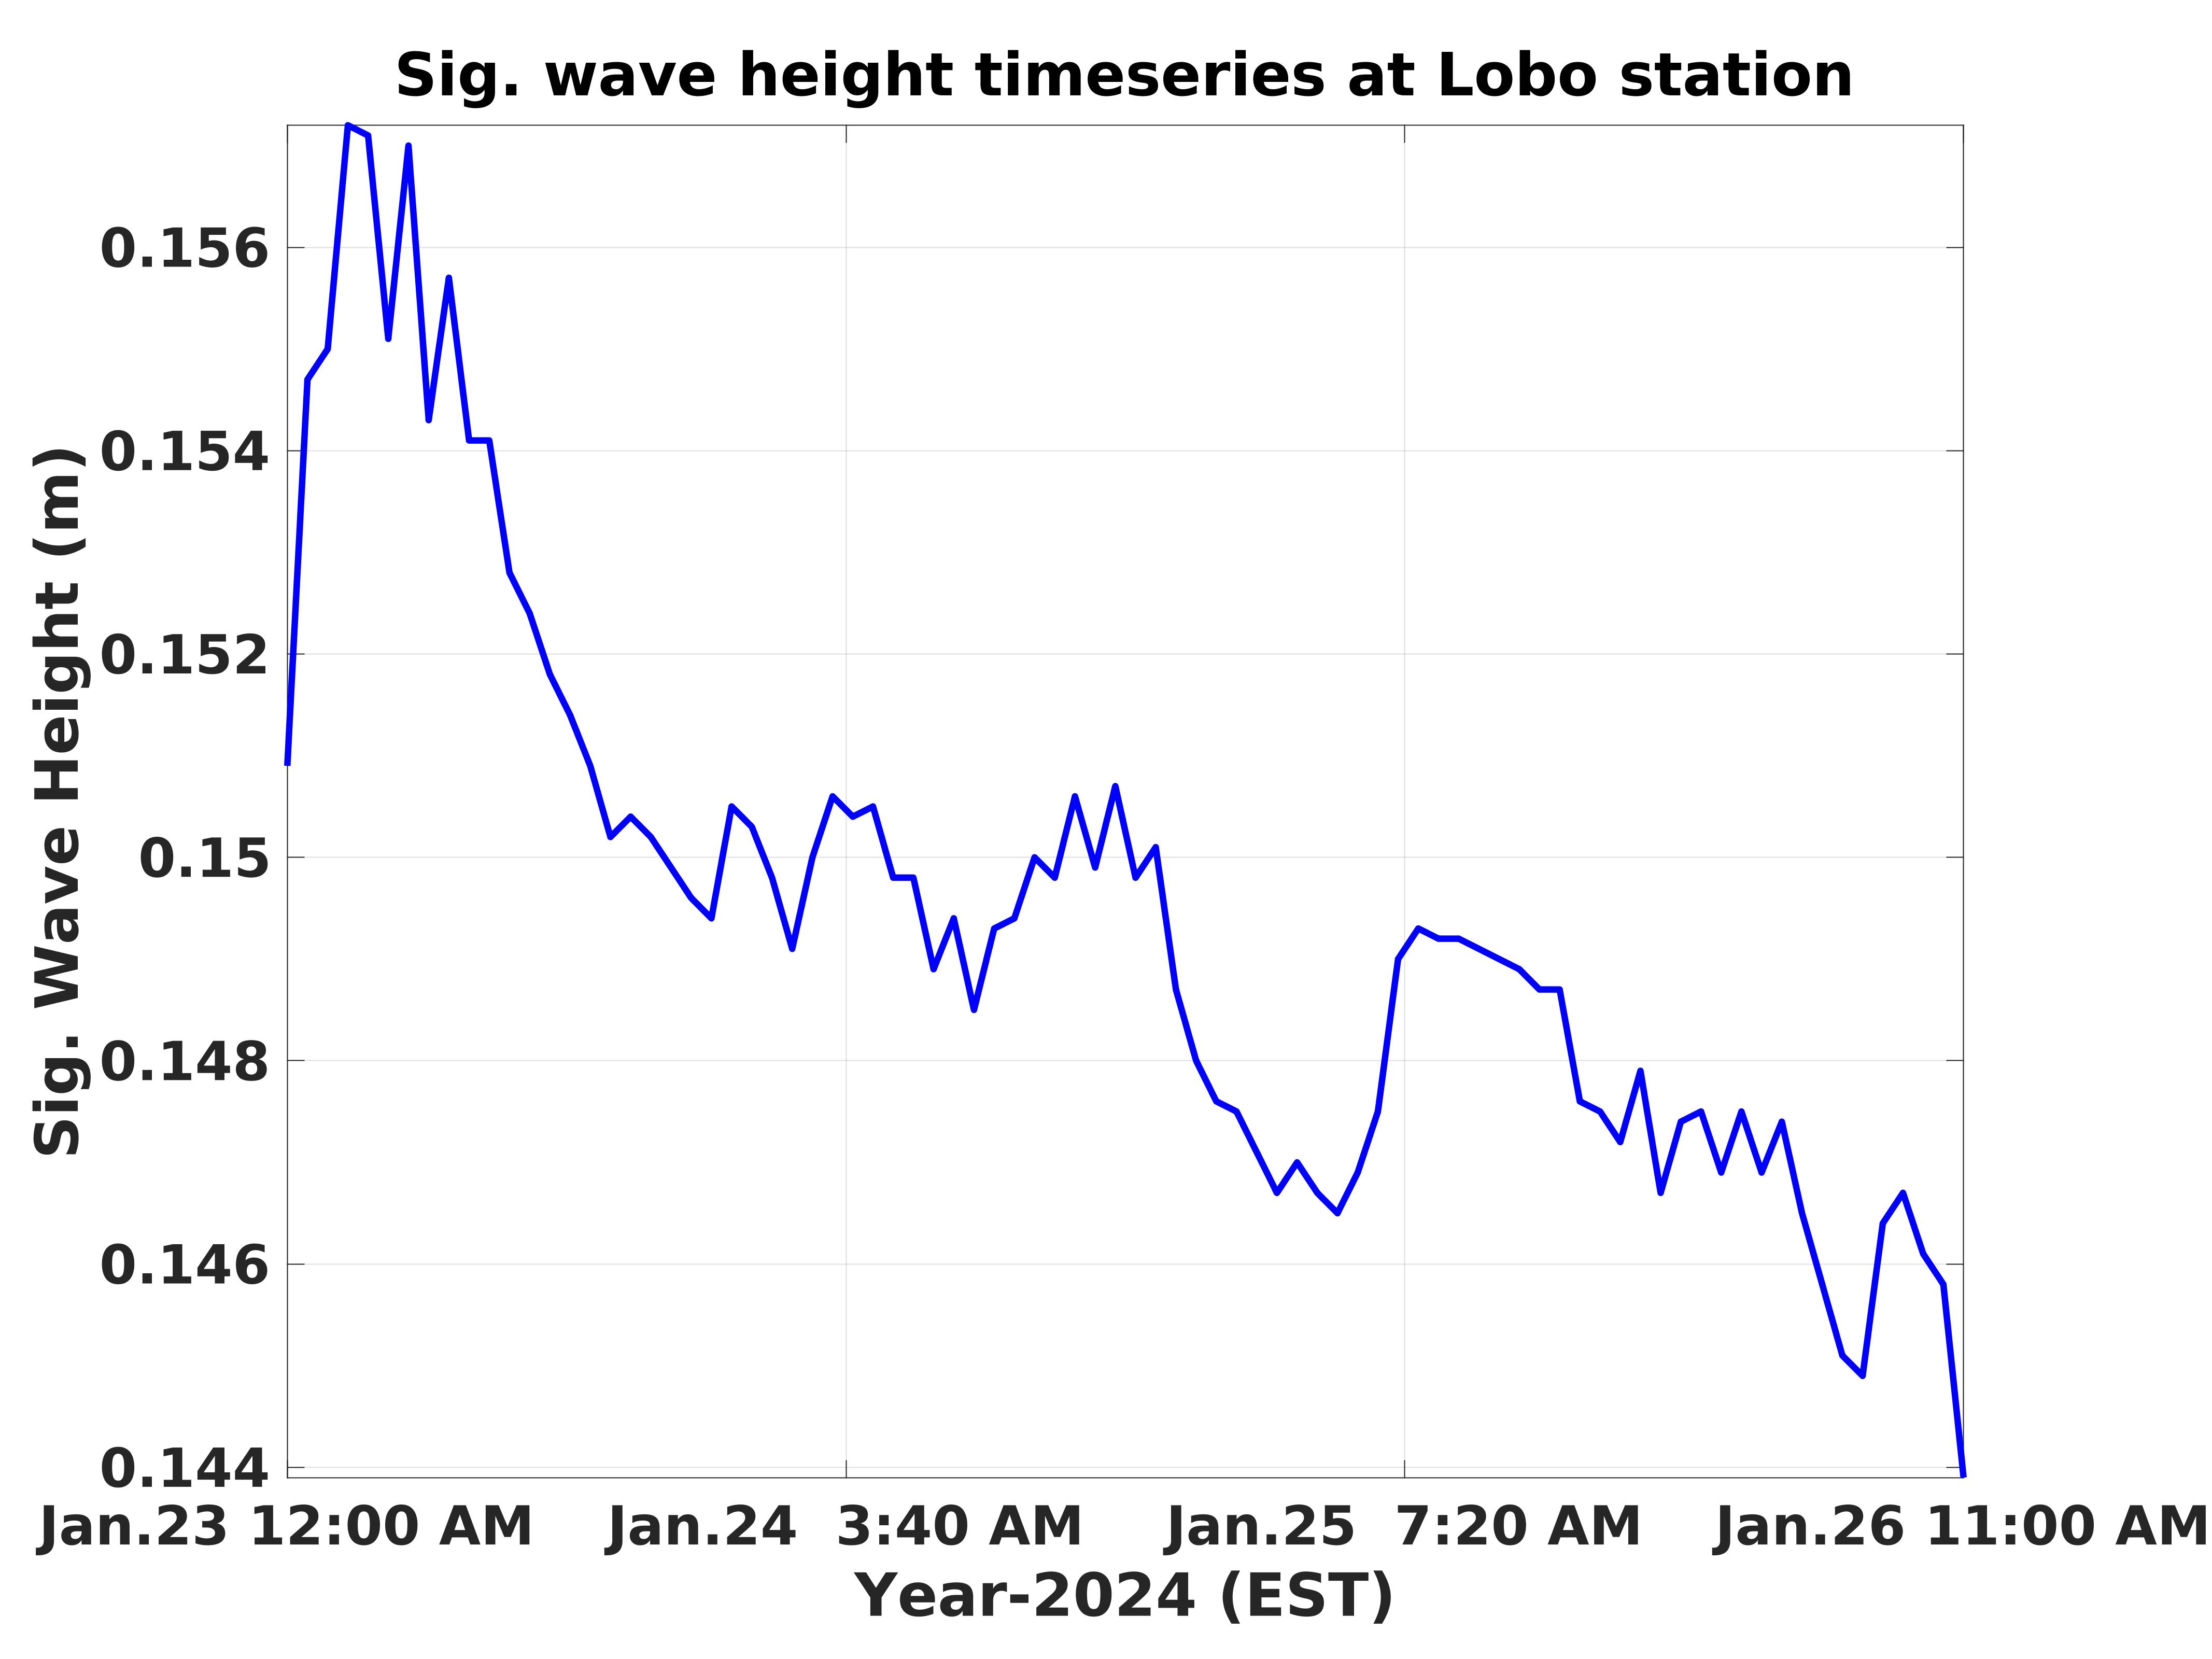 Sig. wave height timeseries at Lobo station
Sig. Wave Height (m)
0.156
0.154
0.152
0.15
0.148
0.146
0.144
Jan.23 12:00 AM Jan.24 3:40 AM Jan.25 7:20 AM Jan.26 11:00 AM
Year-2024 (EST)